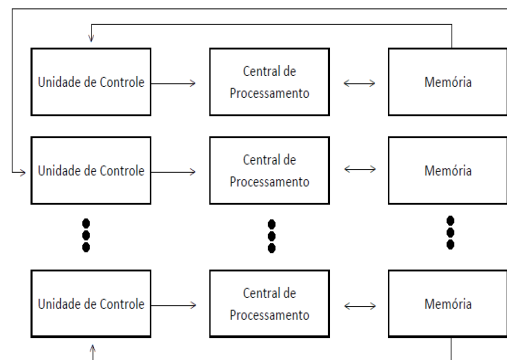 Unidade de Controle
Central de
Processamento
Memória
Unidade de Controle
Central de
Processamento
Memória
Unidade de Controle
Central de
Processamento
Memória